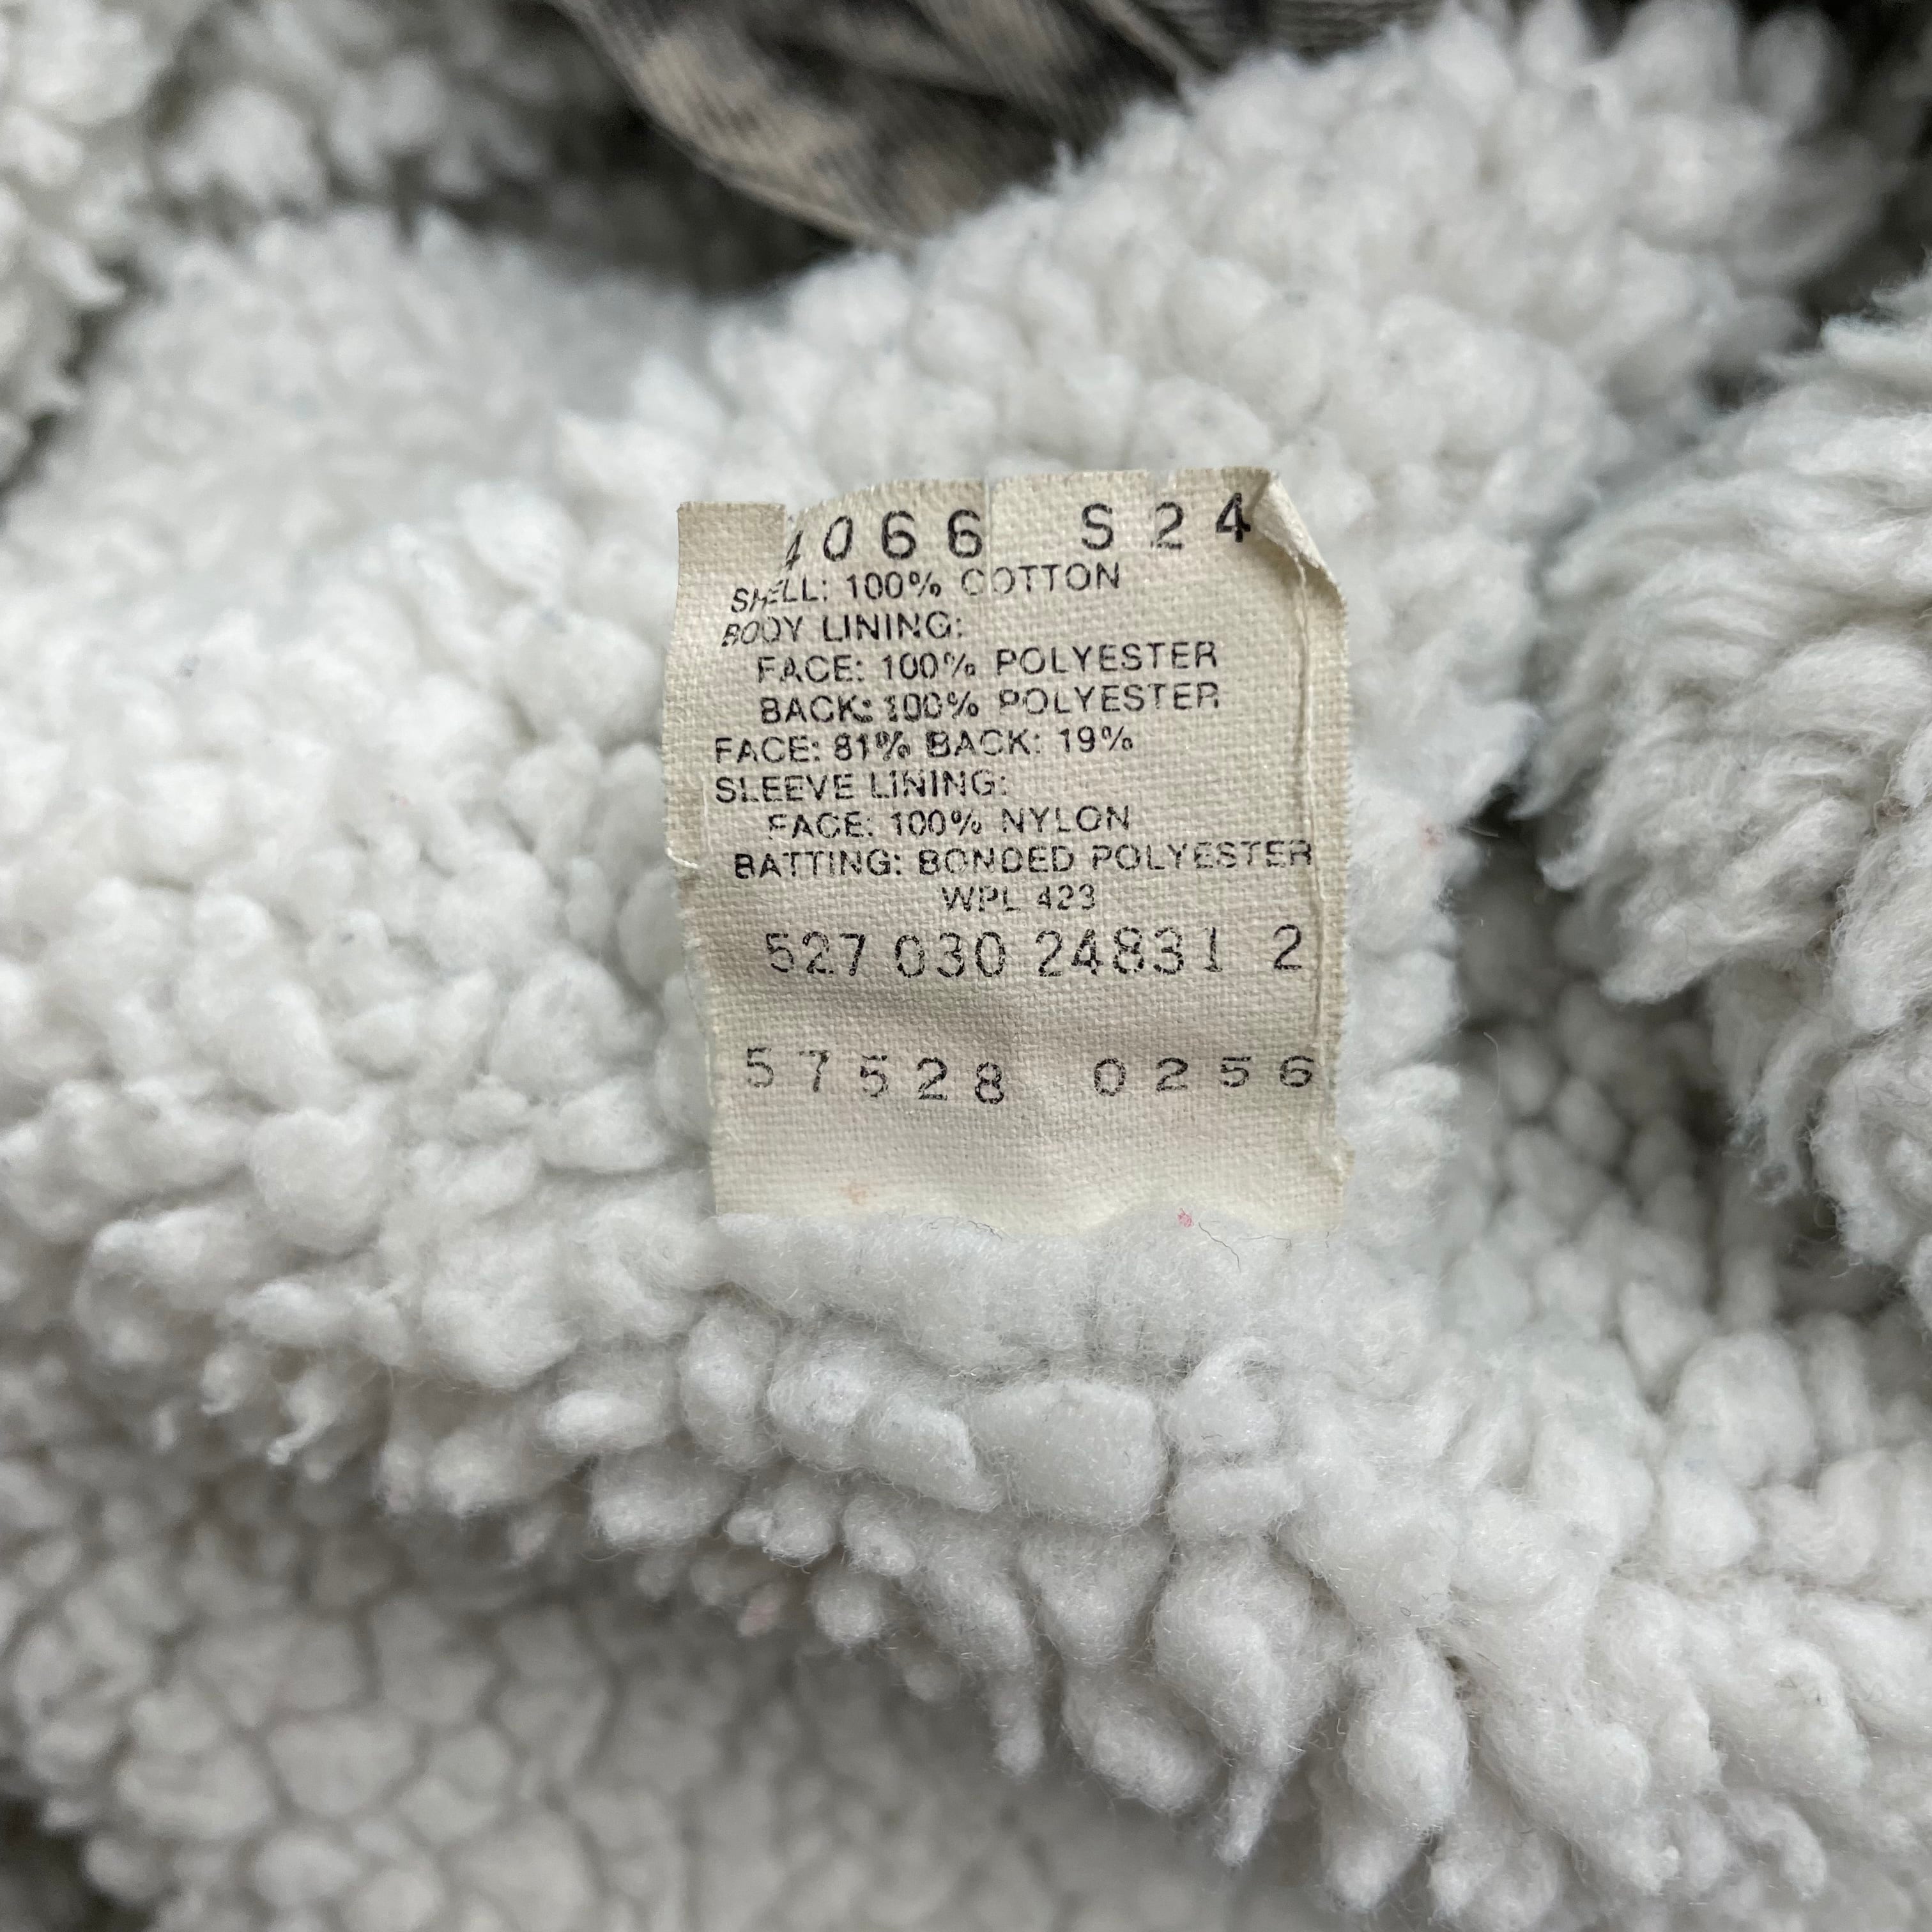 4066 S24
SHELL: 100% COTTON
BODY LINING:
FACE: 100% POLYESTER
BACK: 100% POLYESTER
FACE: 81% BACK: 19%
SLEEVE LINING:
FACE: 100% NYLON
BATTING: BONDED POLYESTER
WPL 423
527 030 24831 2
57528 0256